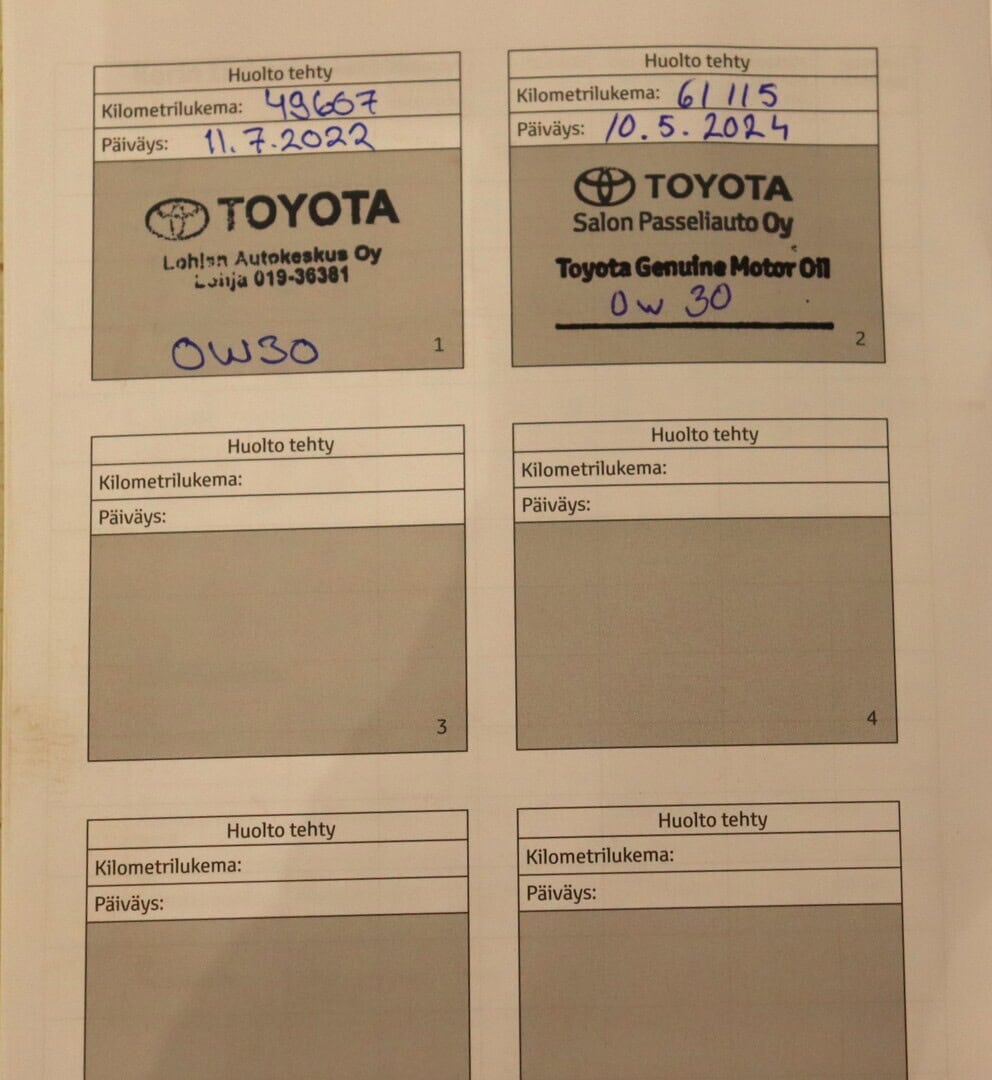 Huolto tehty
Kilometrilukema: 49667
Päiväys: 11.7.2022
TOYOTA
Lohjan Autokeskus Oy
Lohja 019-36381
0W30
1
Huolto tehty
Kilometrilukema: 61 115
Päiväys: 10.5.2024
TOYOTA
Salon Passeliauto Oy
Toyota Genuine Motor Oil
0w 30
2
Huolto tehty
Kilometrilukema:
Päiväys:
3
Huolto tehty
Kilometrilukema:
Päiväys:
4
Huolto tehty
Kilometrilukema:
Päiväys:
Huolto tehty
Kilometrilukema:
Päiväys: